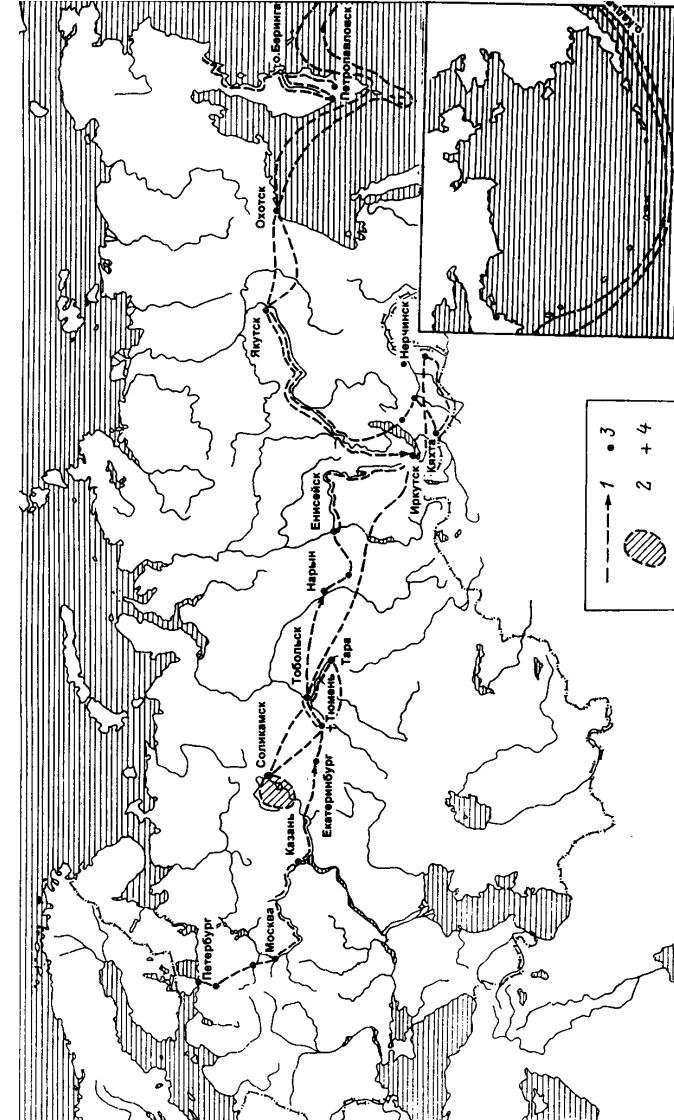 Петербург
Москва
Казань
Соликамск
Екатеринбург
Тюмень
Тобольск
Тара
Нарын
Енисейск
Иркутск
Кяхта
Нерчинск
Якутск
Охотск
Петропавловск
о.Беринга
1
2
3
4